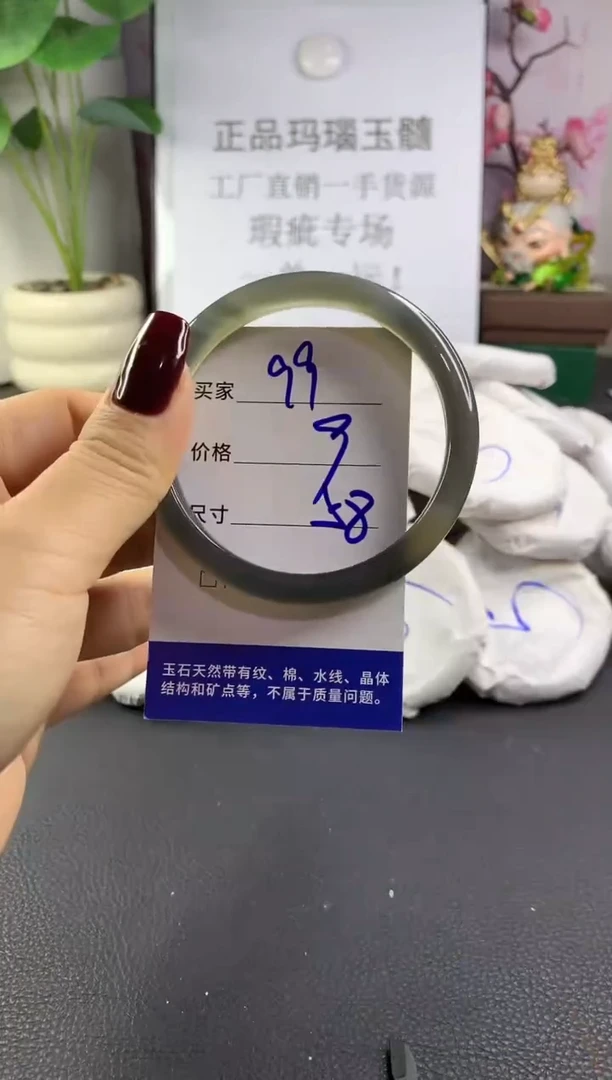 正品玛瑙玉髓
工厂直销一手货源
瑕疵专场
买家 99
价格
尺寸 58
玉石天然带有纹、棉、水线、晶体
结构和矿点等，不属于质量问题。